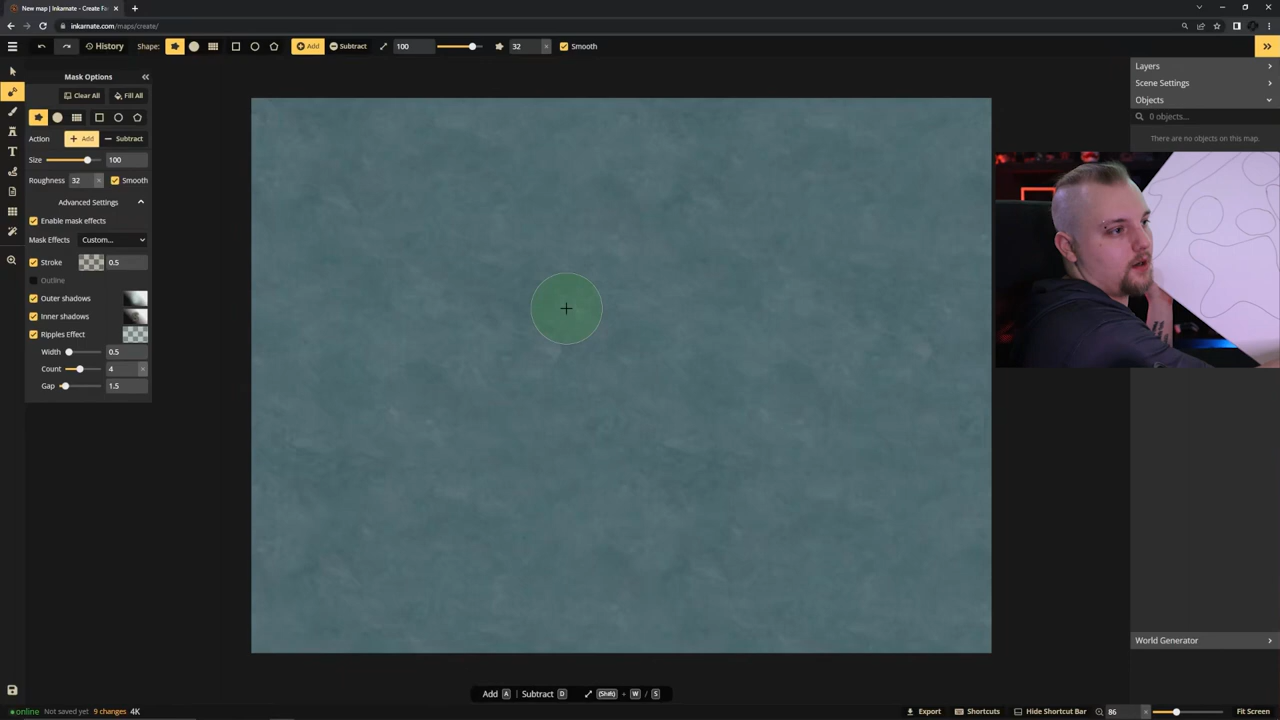 New map | Inkarnate - Create Fa
inkarnate.com/maps/create/
History
Shape:
Add
Subtract
100
32
Smooth
Mask Options
Clear All
Fill All
Action
Add
Subtract
Size
100
Roughness
32
Smooth
Advanced Settings
Enable mask effects
Mask Effects
Custom...
Stroke
0.5
Outline
Outer shadows
Inner shadows
Ripples Effect
Width
0.5
Count
4
Gap
1.5
Layers
Scene Settings
Objects
0 objects...
There are no objects on this map.
World Generator
Add A | Subtract D (Shift) + W / S
online
Not saved yet
9 changes
4K
Export
Shortcuts
Hide Shortcut Bar
86
Fit Screen